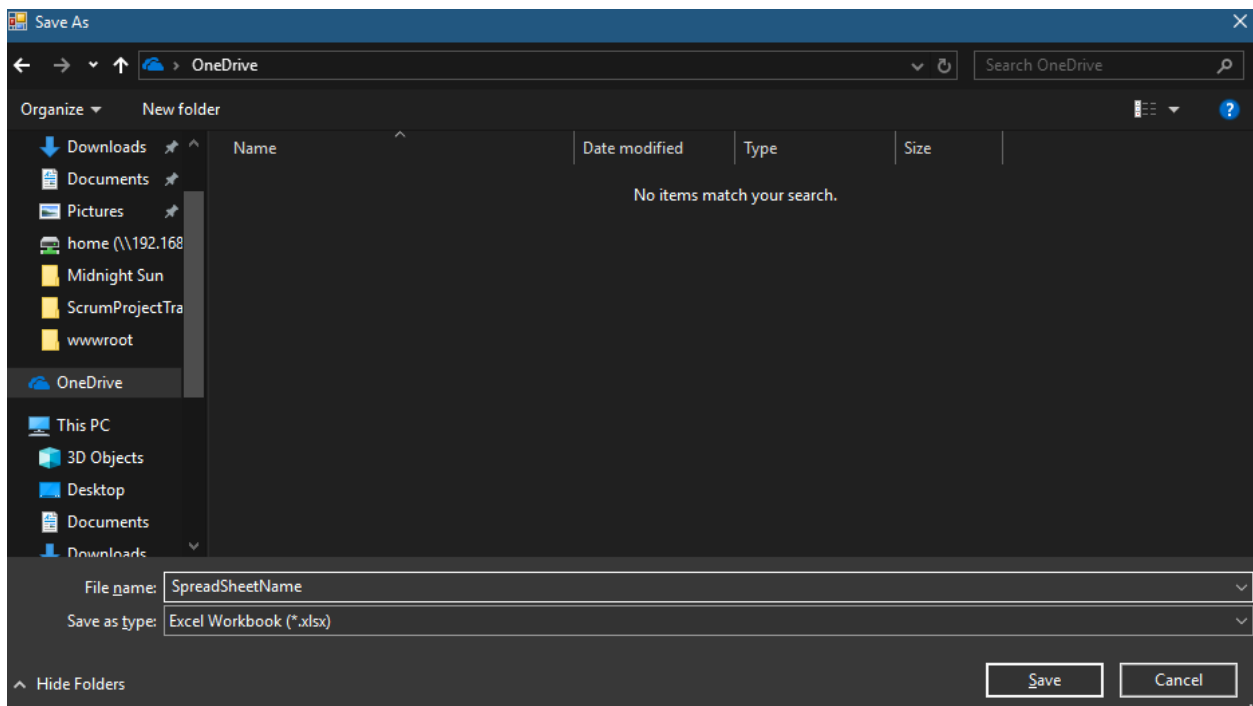 Save As
OneDrive
Search OneDrive
Organize
New folder
Downloads
Name
Date modified
Type
Size
Documents
No items match your search.
Pictures
home (\\192.168
Midnight Sun
ScrumProjectTra
wwwroot
OneDrive
This PC
3D Objects
Desktop
Documents
Downloads
File name: SpreadSheetName
Save as type: Excel Workbook (*.xlsx)
Hide Folders
Save
Cancel